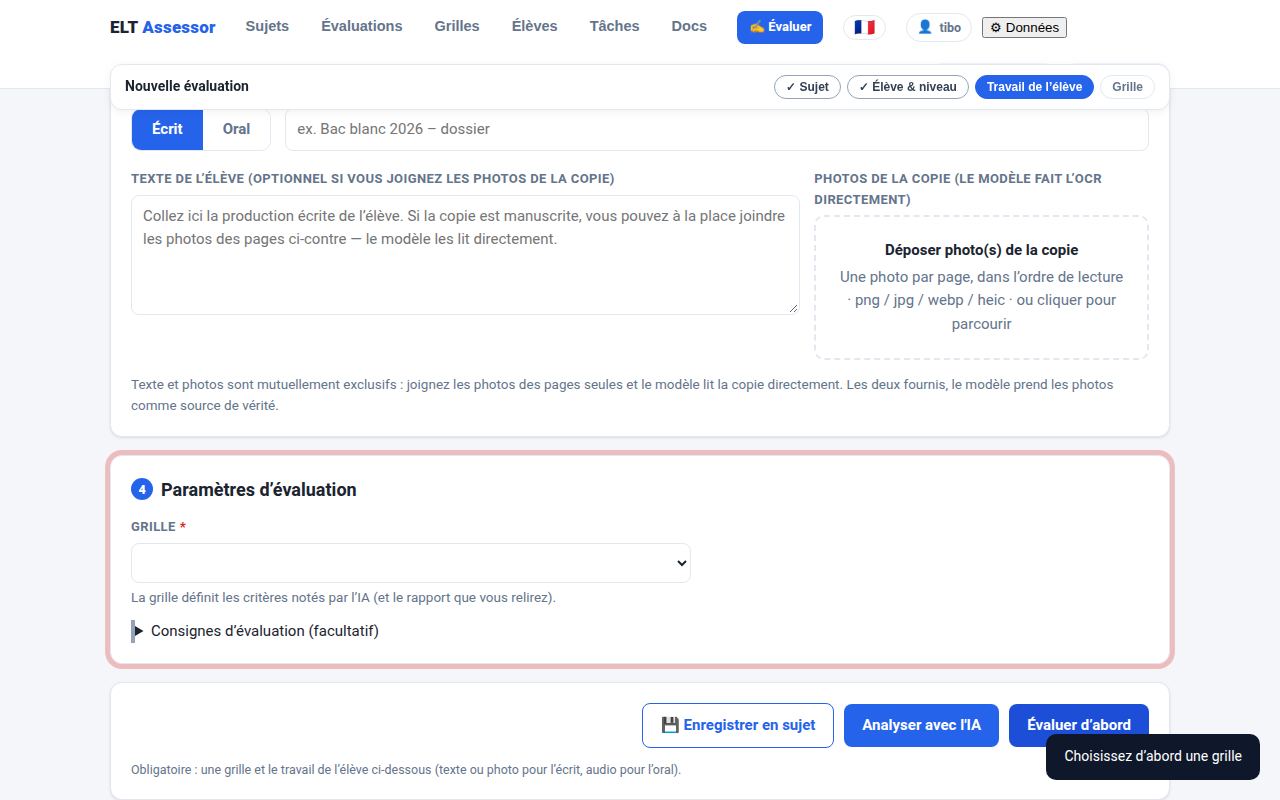 ELT Assessor Sujets Évaluations Grilles Élèves Tâches Docs ✍️ Évaluer 🇫🇷 👤 tibo ⚙ Données
Nouvelle évaluation ✓ Sujet ✓ Élève & niveau Travail de l’élève Grille
Écrit Oral ex. Bac blanc 2026 – dossier
TEXTE DE L’ÉLÈVE (OPTIONNEL SI VOUS JOIGNEZ LES PHOTOS DE LA COPIE)
Collez ici la production écrite de l’élève. Si la copie est manuscrite, vous pouvez à la place joindre
les photos des pages ci-contre — le modèle les lit directement.
PHOTOS DE LA COPIE (LE MODÈLE FAIT L’OCR
DIRECTEMENT)
Déposer photo(s) de la copie
Une photo par page, dans l’ordre de lecture
· png / jpg / webp / heic · ou cliquer pour
parcourir
Texte et photos sont mutuellement exclusifs : joignez les photos des pages seules et le modèle lit la copie directement. Les deux fournis, le modèle prend les photos
comme source de vérité.
4 Paramètres d’évaluation
GRILLE *
La grille définit les critères notés par l’IA (et le rapport que vous relirez).
▶ Consignes d’évaluation (facultatif)
💾 Enregistrer en sujet Analyser avec l'IA Évaluer d’abord
Obligatoire : une grille et le travail de l’élève ci-dessous (texte ou photo pour l’écrit, audio pour l’oral).
Choisissez d’abord une grille